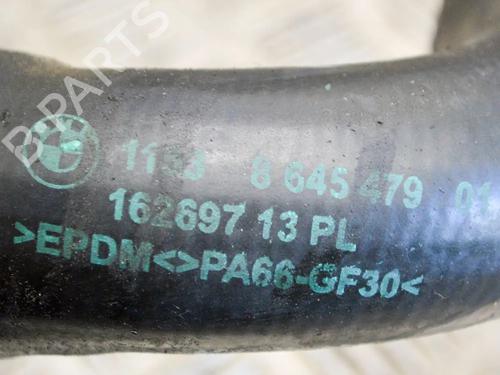 B-PARTS
1153 8 645 479 01
162697 13 PL
>EPDM<>PA66-GF30<